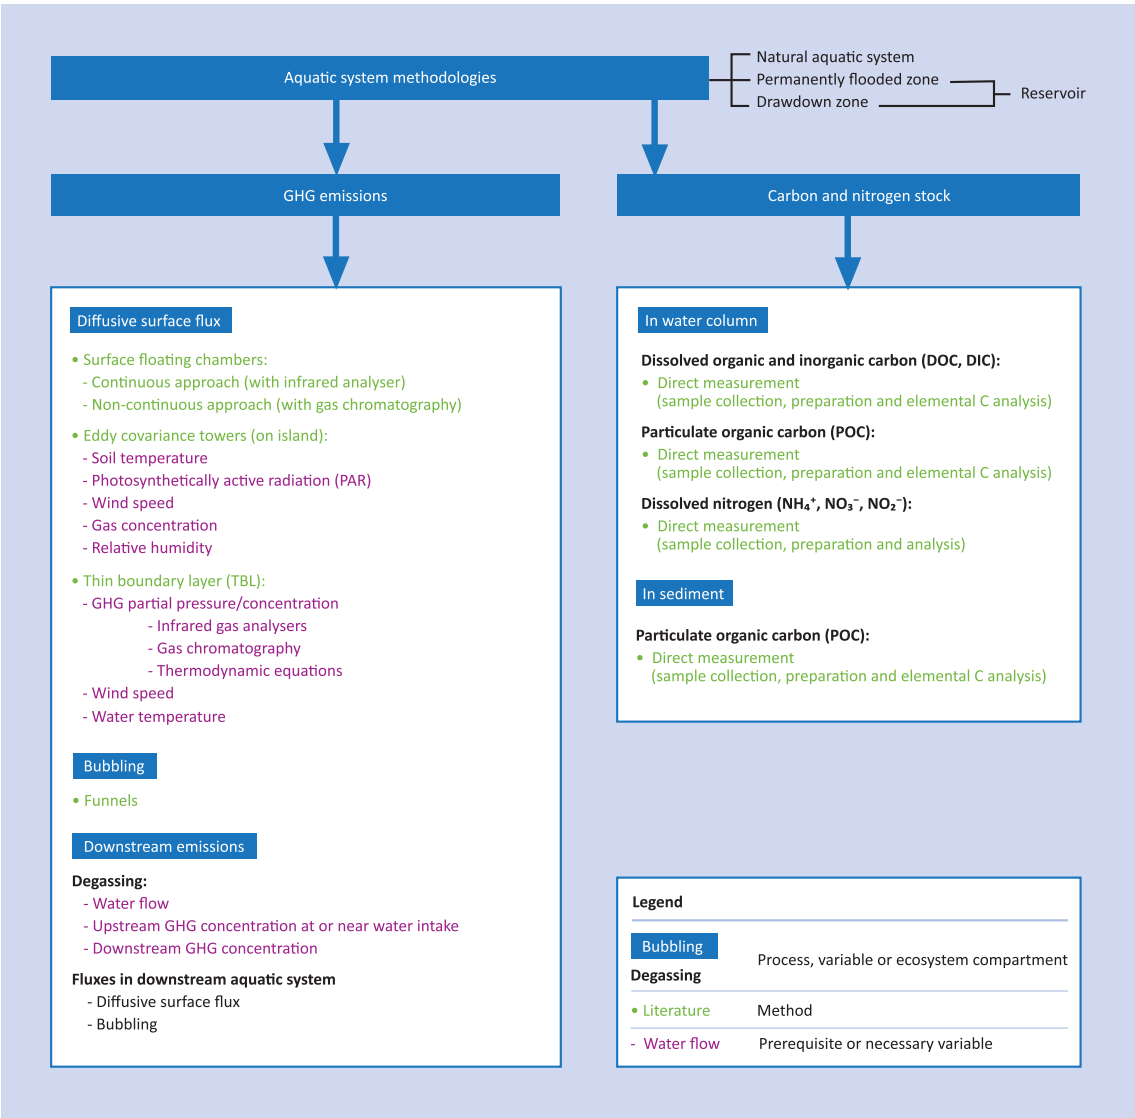 Aquatic system methodologies
Natural aquatic system
Permanently flooded zone
Drawdown zone
Reservoir
GHG emissions
Diffusive surface flux
• Surface floating chambers:
- Continuous approach (with infrared analyser)
- Non-continuous approach (with gas chromatography)
• Eddy covariance towers (on island):
- Soil temperature
- Photosynthetically active radiation (PAR)
- Wind speed
- Gas concentration
- Relative humidity
• Thin boundary layer (TBL):
- GHG partial pressure/concentration
- Infrared gas analysers
- Gas chromatography
- Thermodynamic equations
- Wind speed
- Water temperature
Bubbling
• Funnels
Downstream emissions
Degassing:
- Water flow
- Upstream GHG concentration at or near water intake
- Downstream GHG concentration
Fluxes in downstream aquatic system
- Diffusive surface flux
- Bubbling
Carbon and nitrogen stock
In water column
Dissolved organic and inorganic carbon (DOC, DIC):
• Direct measurement
(sample collection, preparation and elemental C analysis)
Particulate organic carbon (POC):
• Direct measurement
(sample collection, preparation and elemental C analysis)
Dissolved nitrogen (NH₄⁺, NO₃⁻, NO₂⁻):
• Direct measurement
(sample collection, preparation and analysis)
In sediment
Particulate organic carbon (POC):
• Direct measurement
(sample collection, preparation and elemental C analysis)
Legend
Bubbling
Degassing
Process, variable or ecosystem compartment
• Literature Method
- Water flow Prerequisite or necessary variable